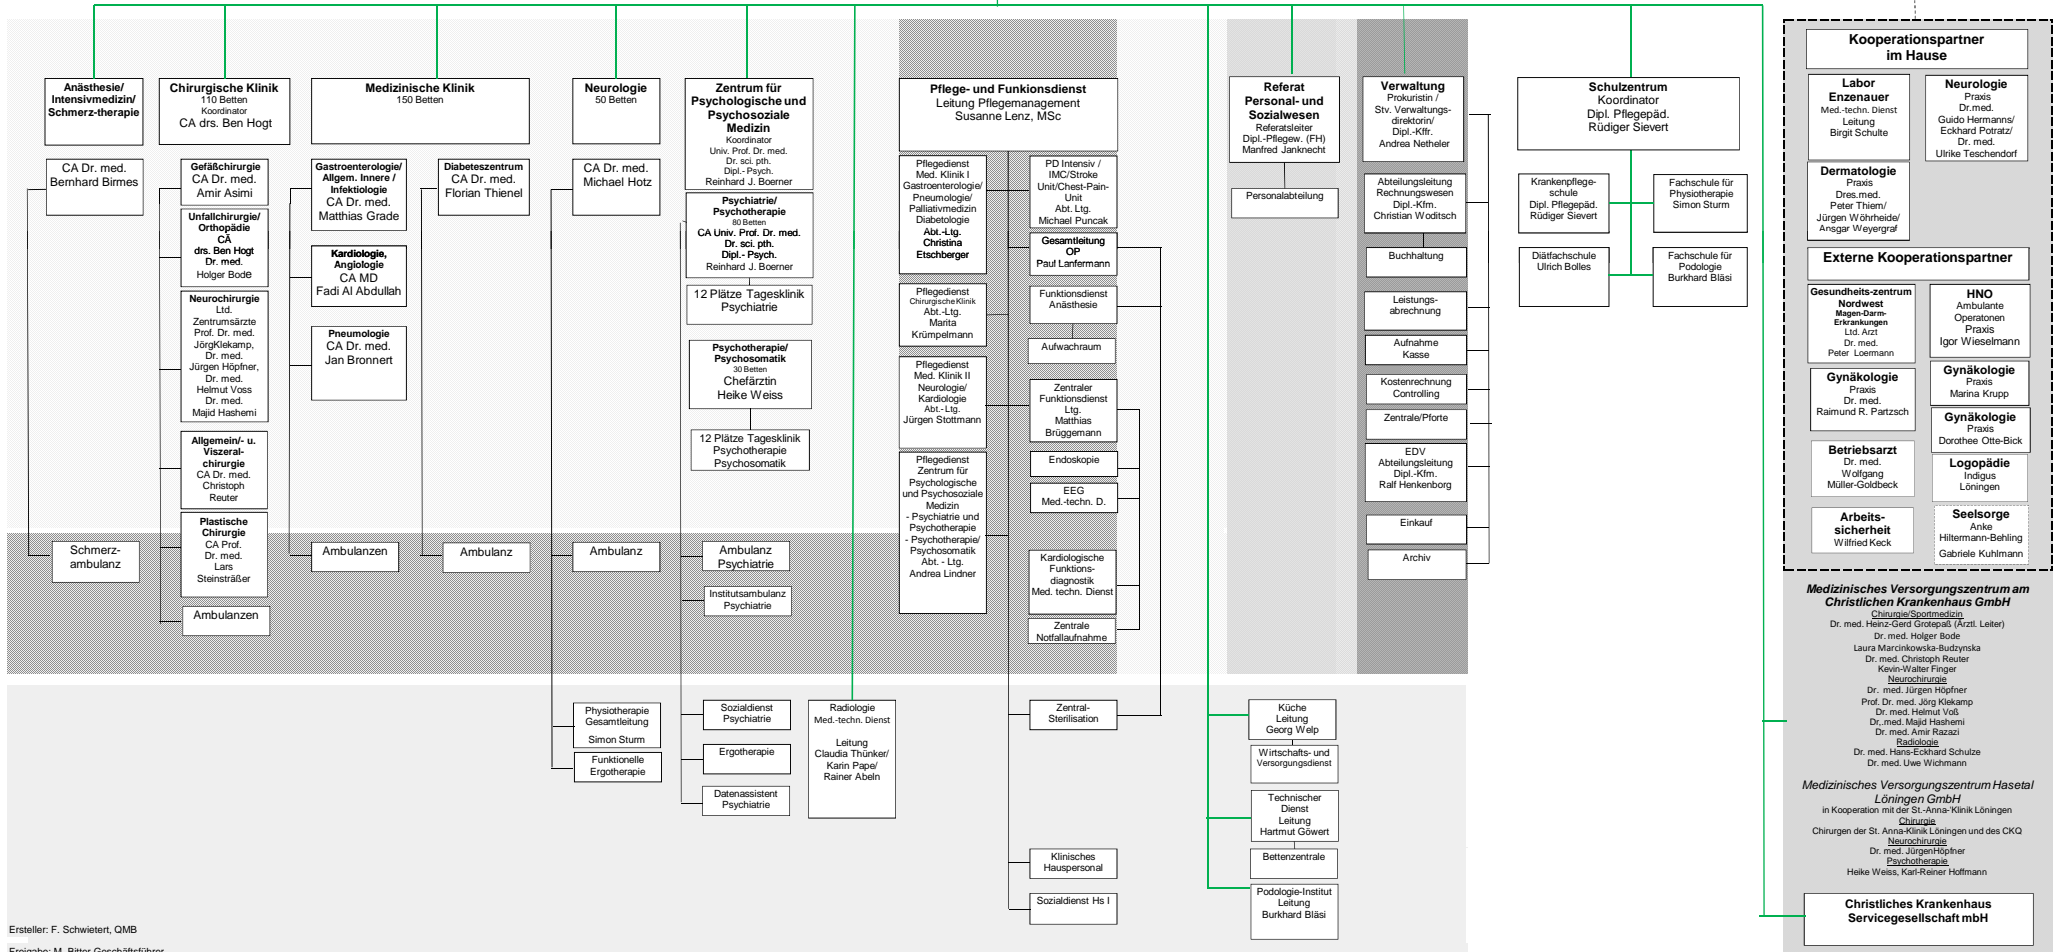 Anästhesie/
Intensivmedizin/
Schmerz-therapie
CA Dr. med.
Bernhard Birmes
Schmerz-
ambulanz
Chirurgische Klinik
110 Betten
Koordinator
CA drs. Ben Hogt
Gefäßchirurgie
CA Dr. med.
Amir Asimi
Unfallchirurgie/
Orthopädie
CÄ
drs. Ben Hogt
Dr. med.
Holger Bode
Neurochirurgie
Ltd.
Zentrumsärzte
Prof. Dr. med.
JörgKlekamp,
Dr. med.
Jürgen Höpfner,
Dr. med.
Helmut Voss
Dr. med.
Majid Hashemi
Allgemein/- u.
Viszeral-
chirurgie
CA Dr. med.
Christoph
Reuter
Plastische
Chirurgie
CA Prof.
Dr. med.
Lars
Steinsträßer
Ambulanzen
Medizinische Klinik
150 Betten
Gastroenterologie/
Allgem. Innere /
Infektiologie
CA Dr. med.
Matthias Grade
Kardiologie,
Angiologie
CA MD
Fadi Al Abdullah
Pneumologie
CA Dr. med.
Jan Bronnert
Ambulanzen
Diabeteszentrum
CA Dr. med.
Florian Thienel
Ambulanz
Neurologie
50 Betten
CA Dr. med.
Michael Hotz
Ambulanz
Physiotherapie
Gesamtleitung
Simon Sturm
Funktionelle
Ergotherapie
Zentrum für
Psychologische und
Psychosoziale
Medizin
Koordinator
Univ. Prof. Dr. med.
Dr. sci. pth.
Dipl.- Psych.
Reinhard J. Boerner
Psychiatrie/
Psychotherapie
80 Betten
CA Univ. Prof. Dr. med.
Dr. sci. pth.
Dipl.- Psych.
Reinhard J. Boerner
12 Plätze Tagesklinik
Psychiatrie
Psychotherapie/
Psychosomatik
30 Betten
Chefärztin
Heike Weiss
12 Plätze Tagesklinik
Psychotherapie
Psychosomatik
Ambulanz
Psychiatrie
Institutsambulanz
Psychiatrie
Sozialdienst
Psychiatrie
Ergotherapie
Datenassistent
Psychiatrie
Radiologie
Med.-techn. Dienst
Leitung
Claudia Thünker/
Karin Pape/
Rainer Abeln
Pflege- und Funkionsdienst
Leitung Pflegemanagement
Susanne Lenz, MSc
Pflegedienst
Med. Klinik I
Gastroenterologie/
Pneumologie/
Palliativmedizin
Diabetologie
Abt.-Ltg.
Christina
Etschberger
Pflegedienst
Chirurgische Klinik
Abt.-Ltg.
Marita
Krümpelmann
Pflegedienst
Med. Klinik II
Neurologie/
Kardiologie
Abt.-Ltg.
Jürgen Stottmann
Pflegedienst
Zentrum für
Psychologische
und Psychosoziale
Medizin
- Psychiatrie und
Psychotherapie
- Psychotherapie/
Psychosomatik
Abt. - Ltg.
Andrea Lindner
PD Intensiv /
IMC/Stroke
Unit/Chest-Pain-
Unit
Abt. Ltg.
Michael Puncak
Gesamtleitung
OP
Paul Lanfermann
Funktionsdienst
Anästhesie
Aufwachraum
Zentraler
Funktionsdienst
Ltg.
Matthias
Brüggemann
Endoskopie
EEG
Med.-techn. D.
Kardiologische
Funktions-
diagnostik
Med. techn. Dienst
Zentrale
Notfallaufnahme
Zentral-
Sterilisation
Klinisches
Hauspersonal
Sozialdienst Hs I
Referat
Personal- und
Sozialwesen
Referatsleiter
Dipl.-Pflegew. (FH)
Manfred Janknecht
Personalabteilung
Küche
Leitung
Georg Welp
Wirtschafts- und
Versorgungsdienst
Technischer
Dienst
Leitung
Hartmut Göwert
Bettenzentrale
Podologie-Institut
Leitung
Burkhard Bläsi
Verwaltung
Prokuristin /
Stv. Verwaltungs-
direktorin/
Dipl.-Kffr.
Andrea Netheler
Abteilungsleitung
Rechnungswesen
Dipl.-Kfm.
Christian Woditsch
Buchhaltung
Leistungs-
abrechnung
Aufnahme
Kasse
Kostenrechnung
Controlling
Zentrale/Pforte
EDV
Abteilungsleitung
Dipl.-Kfm.
Ralf Henkenborg
Einkauf
Archiv
Schulzentrum
Koordinator
Dipl. Pflegepäd.
Rüdiger Sievert
Krankenpflege-
schule
Dipl. Pflegepäd.
Rüdiger Sievert
Fachschule für
Physiotherapie
Simon Sturm
Diätfachschule
Ulrich Bolles
Fachschule für
Podologie
Burkhard Bläsi
Kooperationspartner
im Hause
Labor
Enzenauer
Med.-techn. Dienst
Leitung
Birgit Schulte
Neurologie
Praxis
Dr.med.
Guido Hermanns/
Eckhard Potratz/
Dr. med.
Ulrike Teschendorf
Dermatologie
Praxis
Dres.med.
Peter Thiem/
Jürgen Wöhrheide/
Ansgar Weyergraf
Externe Kooperationspartner
Gesundheits-zentrum
Nordwest
Magen-Darm-
Erkrankungen
Ltd. Arzt
Dr. med.
Peter Loermann
HNO
Ambulante
Operatonen
Praxis
Igor Wieselmann
Gynäkologie
Praxis
Dr. med.
Raimund R. Partzsch
Gynäkologie
Praxis
Marina Krupp
Gynäkologie
Praxis
Dorothee Otte-Bick
Betriebsarzt
Dr. med.
Wolfgang
Müller-Goldbeck
Logopädie
Indigus
Löningen
Arbeits-
sicherheit
Wilfried Keck
Seelsorge
Anke
Hiltermann-Behling
Gabriele Kuhlmann
Medizinisches Versorgungszentrum am
Christlichen Krankenhaus GmbH
Chirurgie/Sportmedizin
Dr. med. Heinz-Gerd Grotepaß (Ärztl. Leiter)
Dr. med. Holger Bode
Laura Marcinkowska-Budzynska
Dr. med. Christoph Reuter
Kevin-Walter Finger
Neurochirurgie
Dr. med. Jürgen Höpfner
Prof. Dr. med. Jörg Klekamp
Dr. med. Helmut Voß
Dr,.med. Majid Hashemi
Dr. med. Amir Razazi
Radiologie
Dr. med. Hans-Eckhard Schulze
Dr. med. Uwe Wichmann
Medizinisches Versorgungszentrum Hasetal
Löningen GmbH
in Kooperation mit der St.-Anna-'Klinik Löningen
Chirurgie
Chirurgen der St. Anna-Klinik Löningen und des CKQ
Neurochirurgie
Dr. med. JürgenHöpfner
Psychotherapie
Heike Weiss, Karl-Reiner Hoffmann
Christliches Krankenhaus
Servicegesellschaft mbH
Ersteller: F. Schwietert, QMB
Freigabe: M. Bitter Geschäftsführer